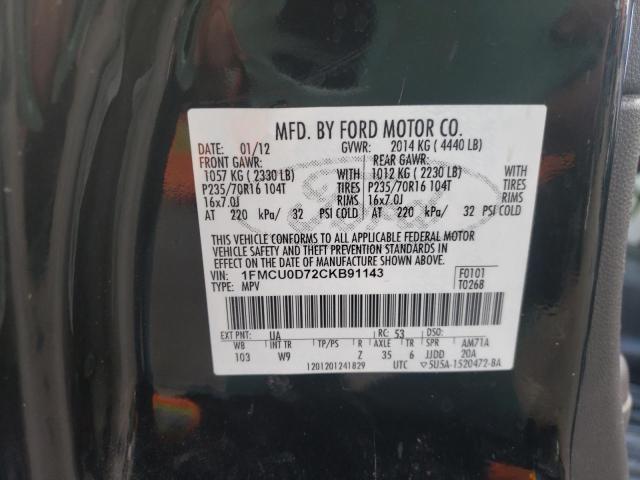 MFD. BY FORD MOTOR CO.
DATE: 01/12 GVWR: 2014 KG ( 4440 LB)
FRONT GAWR: REAR GAWR:
1057 KG ( 2330 LB) 1012 KG ( 2230 LB)
P235/70R16 104T TIRES P235/70R16 104T TIRES
16x7.0J RIMS 16x7.0J RIMS
AT 220 kPa/ 32 PSI COLD AT 220 kPa/ 32 PSI COLD
THIS VEHICLE CONFORMS TO ALL APPLICABLE FEDERAL MOTOR
VEHICLE SAFETY AND THEFT PREVENTION STANDARDS IN
EFFECT ON THE DATE OF MANUFACTURE SHOWN ABOVE.
VIN: 1FMCU0D72CKB91143 F0101
TYPE: MPV T0268
EXT PNT: UA RC: 53 DSO:
WB INT TR TP/PS R AXLE TR SPR AM71A
103 W9 Z 35 6 JJDD 20A
1201201241829 UTC ▽5U5A-1520472-BA
Ford